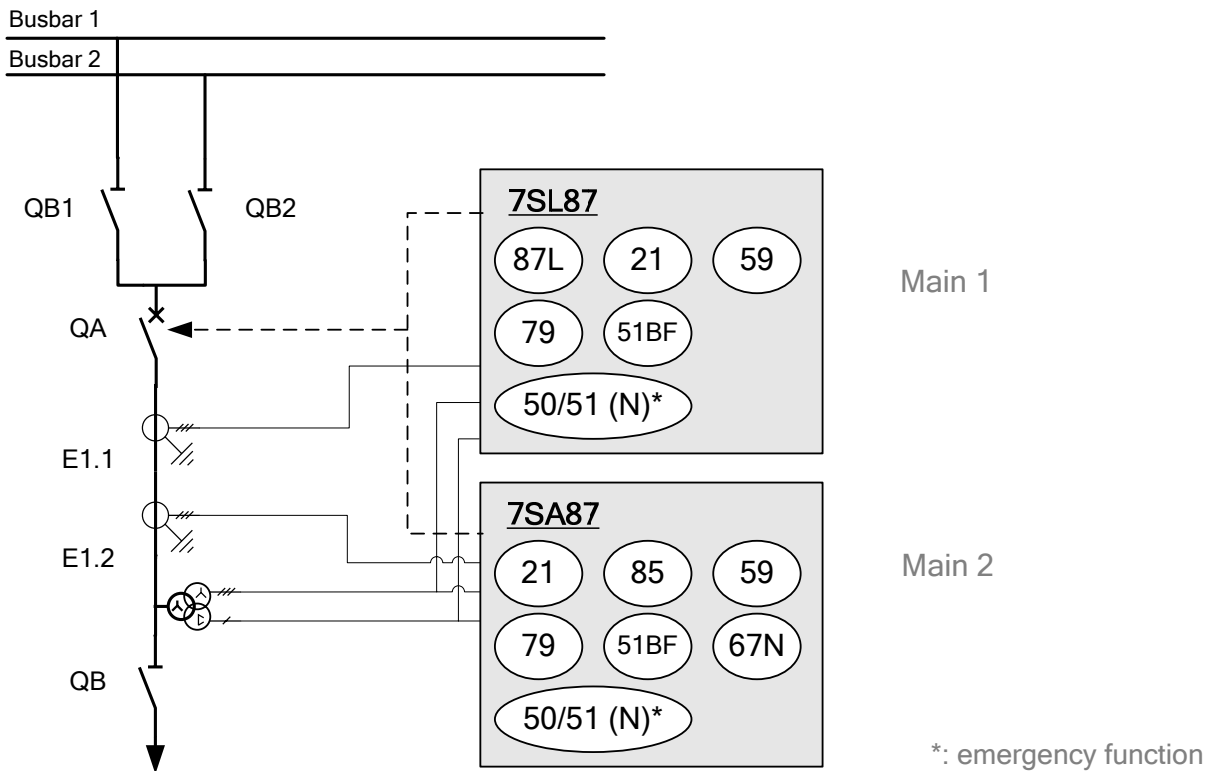 Busbar 1
Busbar 2
QB1
QB2
QA
E1.1
E1.2
QB
7SL87
87L 21 59
79 51BF
50/51 (N)*
Main 1
7SA87
21 85 59
79 51BF 67N
50/51 (N)*
Main 2
*: emergency function